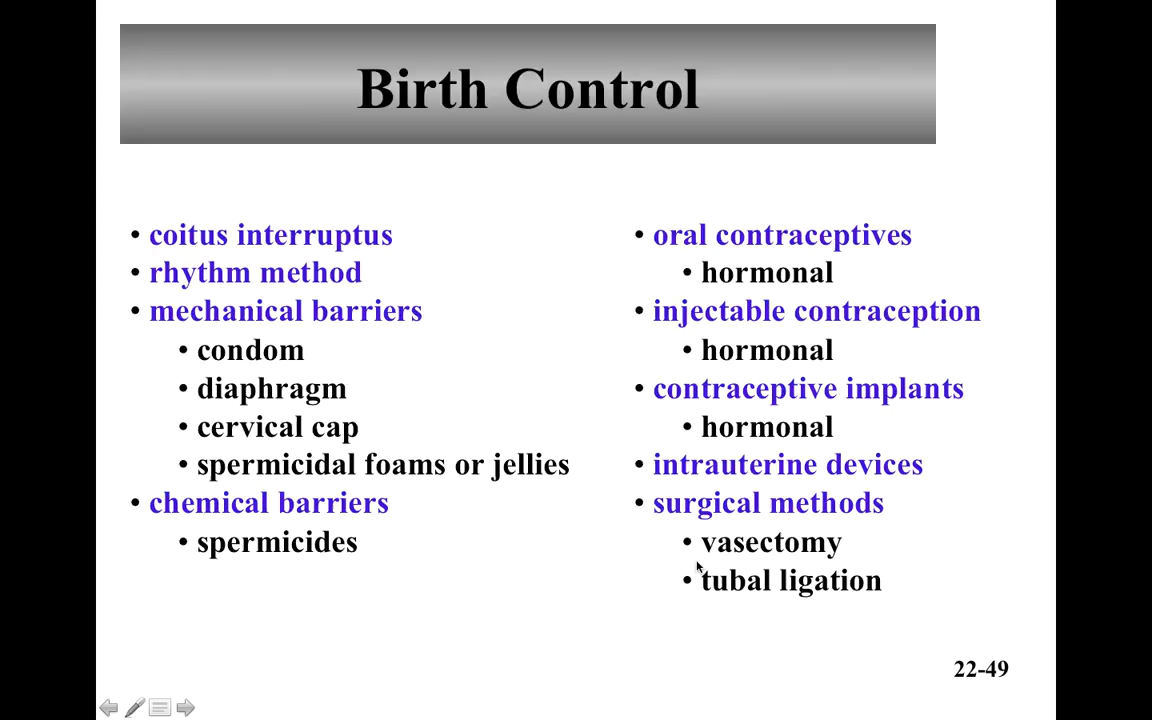 Birth Control
• coitus interruptus
• rhythm method
• mechanical barriers
• condom
• diaphragm
• cervical cap
• spermicidal foams or jellies
• chemical barriers
• spermicides
• oral contraceptives
• hormonal
• injectable contraception
• hormonal
• contraceptive implants
• hormonal
• intrauterine devices
• surgical methods
• vasectomy
• tubal ligation
22-49